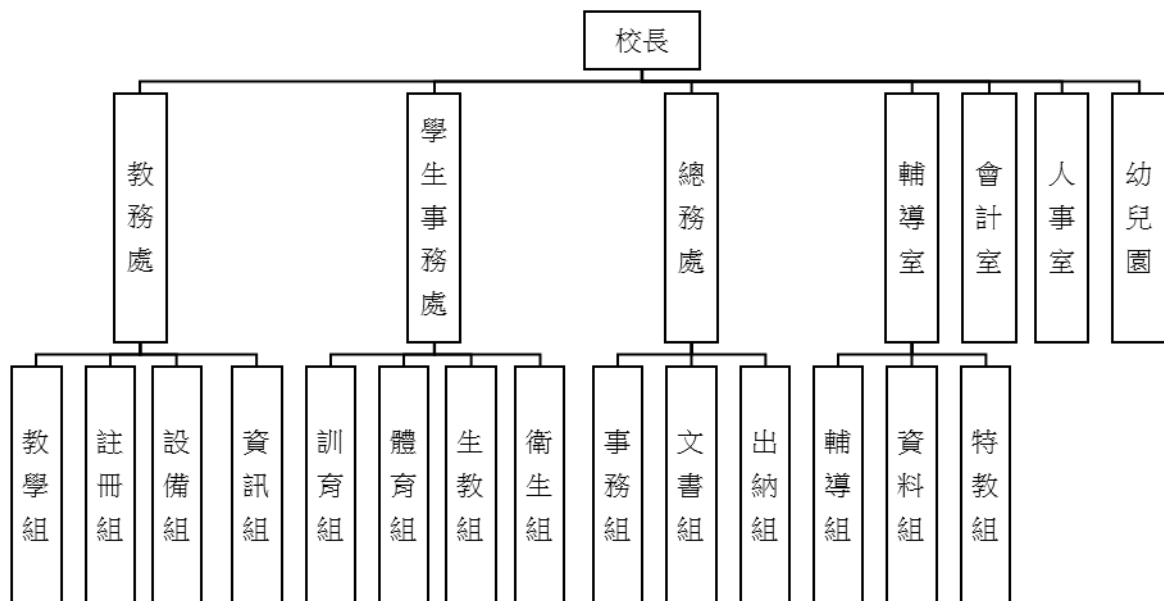 校長
教務處
學生事務處
總務處
輔導室
會計室
人事室
幼兒園
教學組
註冊組
設備組
資訊組
訓育組
體育組
生教組
衛生組
事務組
文書組
出納組
輔導組
資料組
特教組